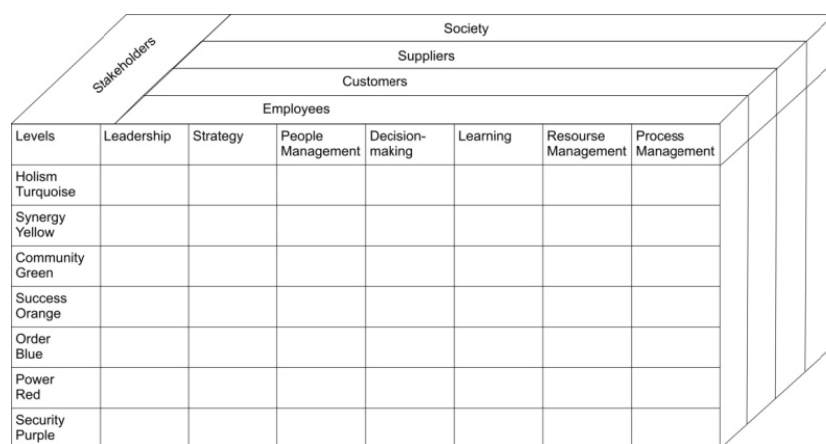 Society
Suppliers
Customers
Employees
Stakeholders
Levels
Leadership
Strategy
People
Management
Decision-
making
Learning
Resourse
Management
Process
Management
Holism
Turquoise
Synergy
Yellow
Community
Green
Success
Orange
Order
Blue
Power
Red
Security
Purple